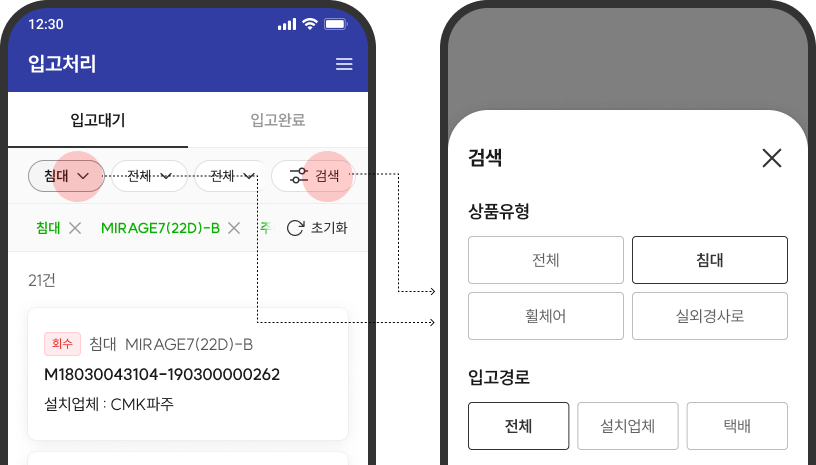 12:30
입고처리
입고대기 입고완료
침대 전체 전체 검색
침대 MIRAGE7(22D)-B 주 초기화
21건
회수 침대 MIRAGE7(22D)-B
M18030043104-190300000262
설치업체 : CMK파주
검색
상품유형
전체 침대
휠체어 실외경사로
입고경로
전체 설치업체 택배